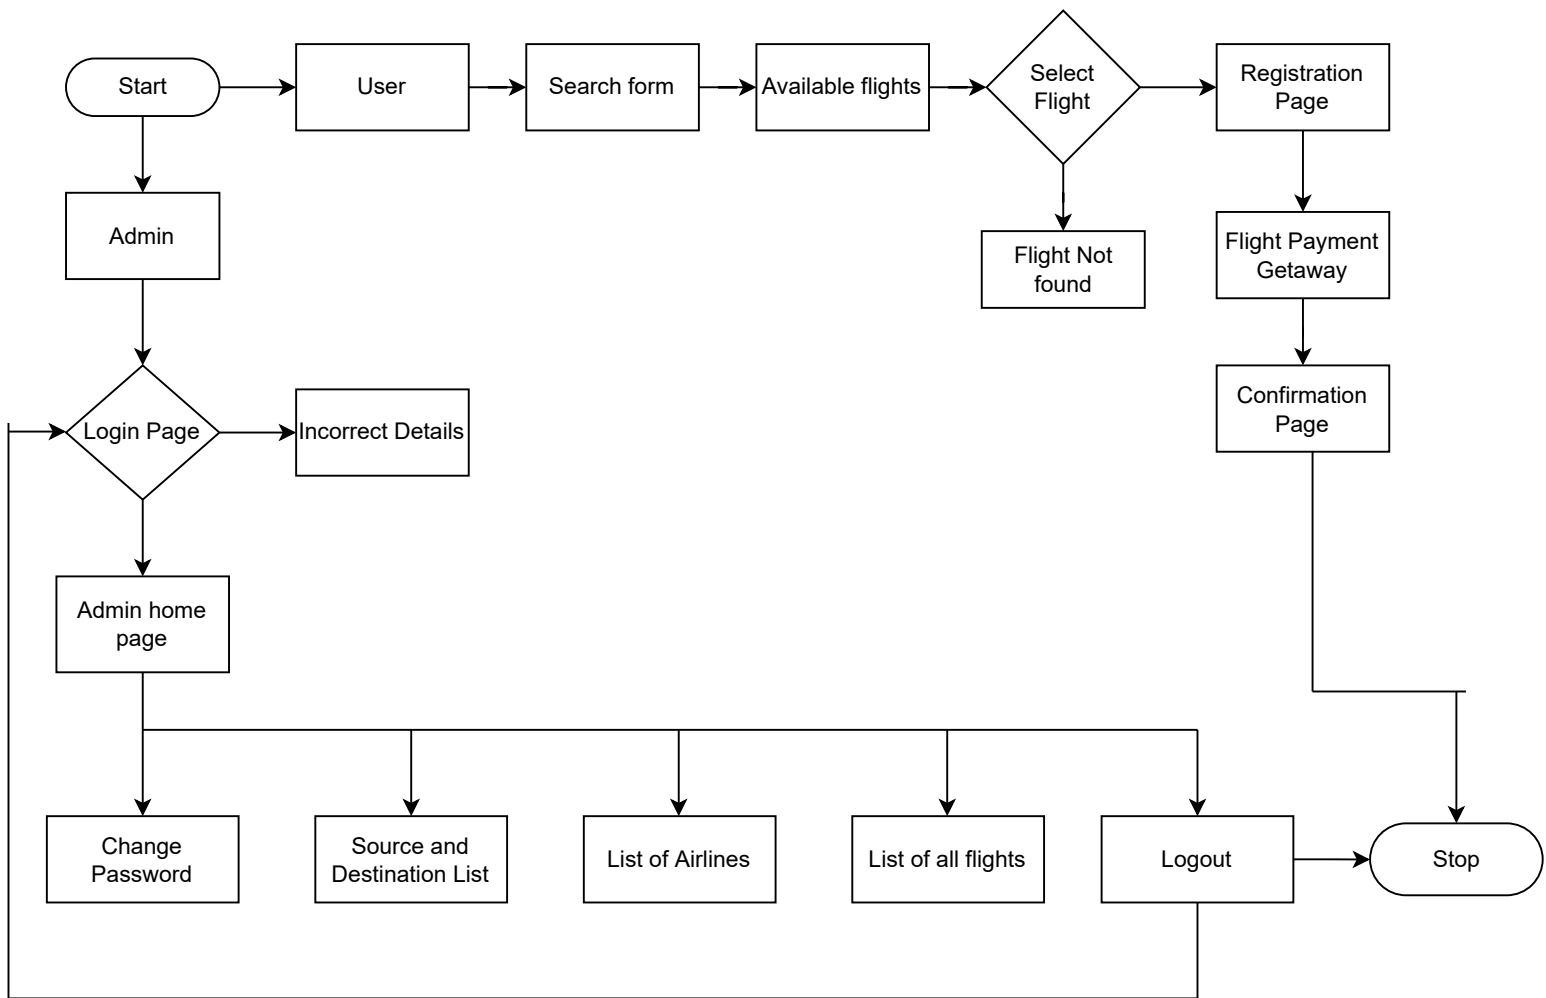 Start
User
Search form
Available flights
Select
Flight
Registration
Page
Admin
Flight Not
found
Flight Payment
Getaway
Login Page
Incorrect Details
Confirmation
Page
Admin home
page
Change
Password
Source and
Destination List
List of Airlines
List of all flights
Logout
Stop